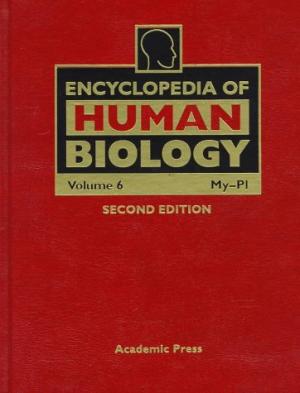 ENCYCLOPEDIA OF
HUMAN
BIOLOGY
Volume 6 My–Pl
SECOND EDITION
Academic Press